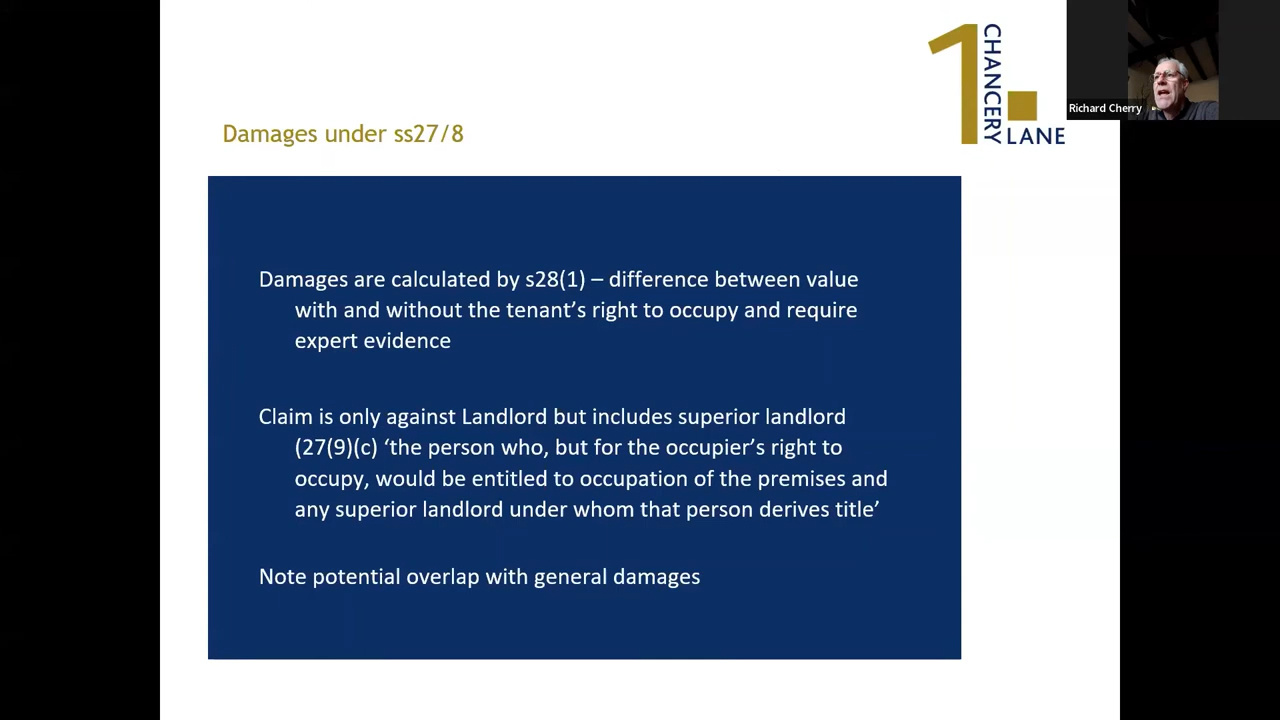 1 CHANCERY LANE
Richard Cherry
Damages under ss27/8
Damages are calculated by s28(1) – difference between value
with and without the tenant’s right to occupy and require
expert evidence
Claim is only against Landlord but includes superior landlord
(27(9)(c) ‘the person who, but for the occupier’s right to
occupy, would be entitled to occupation of the premises and
any superior landlord under whom that person derives title’
Note potential overlap with general damages